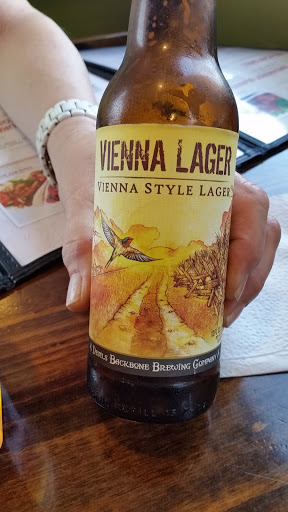 VIENNA LAGER
VIENNA STYLE LAGER
DEVILS BACKBONE BREWING COMPANY